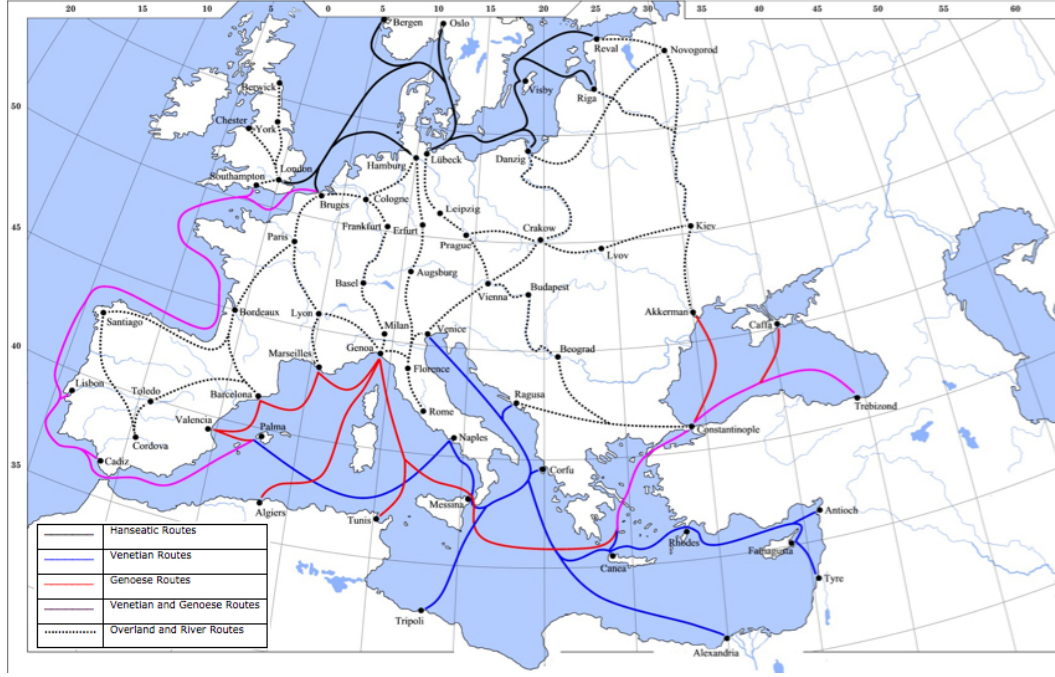 20 15 10 5 0 5 10 15 20 25 30 35 40 45 50
Bergen
Oslo
Reval
Novogorod
50
Berwick
Visby
Riga
Chester
York
London
Hamburg
Lübeck
Danzig
Southampton
Bruges
Cologne
Leipzig
45
Paris
Frankfurt
Erfurt
Prague
Crakow
Kiev
Lvov
Basel
Augsburg
Vienna
Budapest
Santiago
Bordeaux
Lyon
Akkerman
Caffa
Milan
Venice
40
Marseilles
Genoa
Beograd
Florence
Lisbon
Toledo
Barcelona
Ragusa
Trebizond
Valencia
Rome
Palma
Constantinople
Cordova
Naples
35
Cadiz
Corfu
Messina
Algiers
Tunis
Antioch
Rhodes
Famagusta
Canea
Tyre
Tripoli
Alexandria
Hanseatic Routes
Venetian Routes
Genoese Routes
Venetian and Genoese Routes
Overland and River Routes